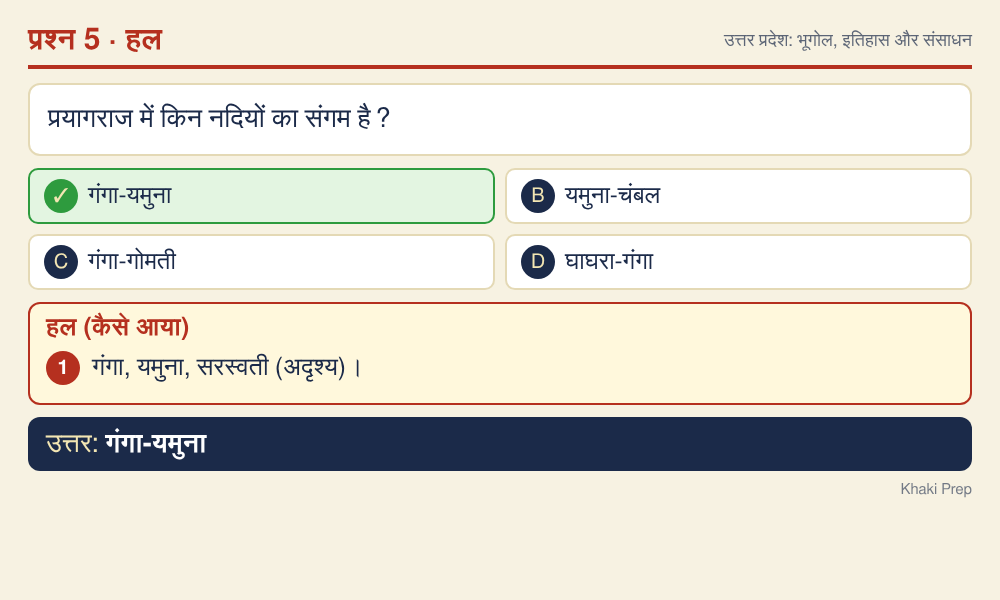 प्रश्न 5 · हल
उत्तर प्रदेश: भूगोल, इतिहास और संसाधन
प्रयागराज में किन नदियों का संगम है ?
✓ गंगा-यमुना
B यमुना-चंबल
C गंगा-गोमती
D घाघरा-गंगा
हल (कैसे आया)
1 गंगा, यमुना, सरस्वती (अदृश्य) ।
उत्तर: गंगा-यमुना
Khaki Prep